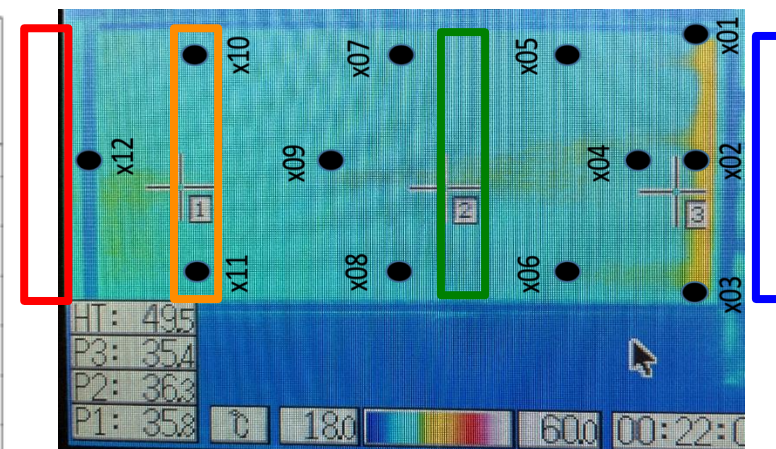 x10
x07
x05
x01
x12
x09
x04
x02
1
2
3
x11
x08
x06
x03
HT: 49.5
P3: 35.4
P2: 36.3
P1: 35.8
℃ 18.0 60.0 00:22:0